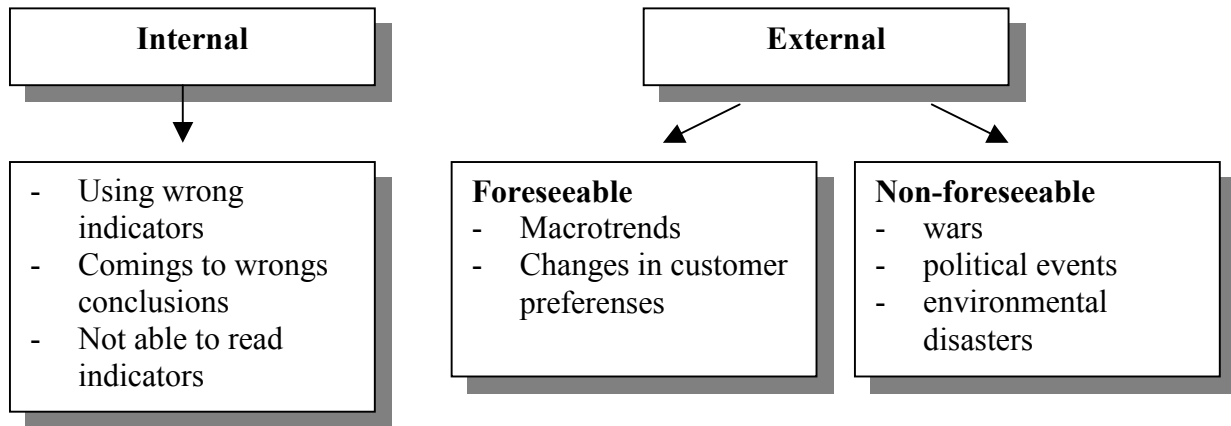 Internal
- Using wrong
indicators
- Comings to wrongs
conclusions
- Not able to read
indicators
External
Foreseeable
- Macrotrends
- Changes in customer
preferenses
Non-foreseeable
- wars
- political events
- environmental
disasters